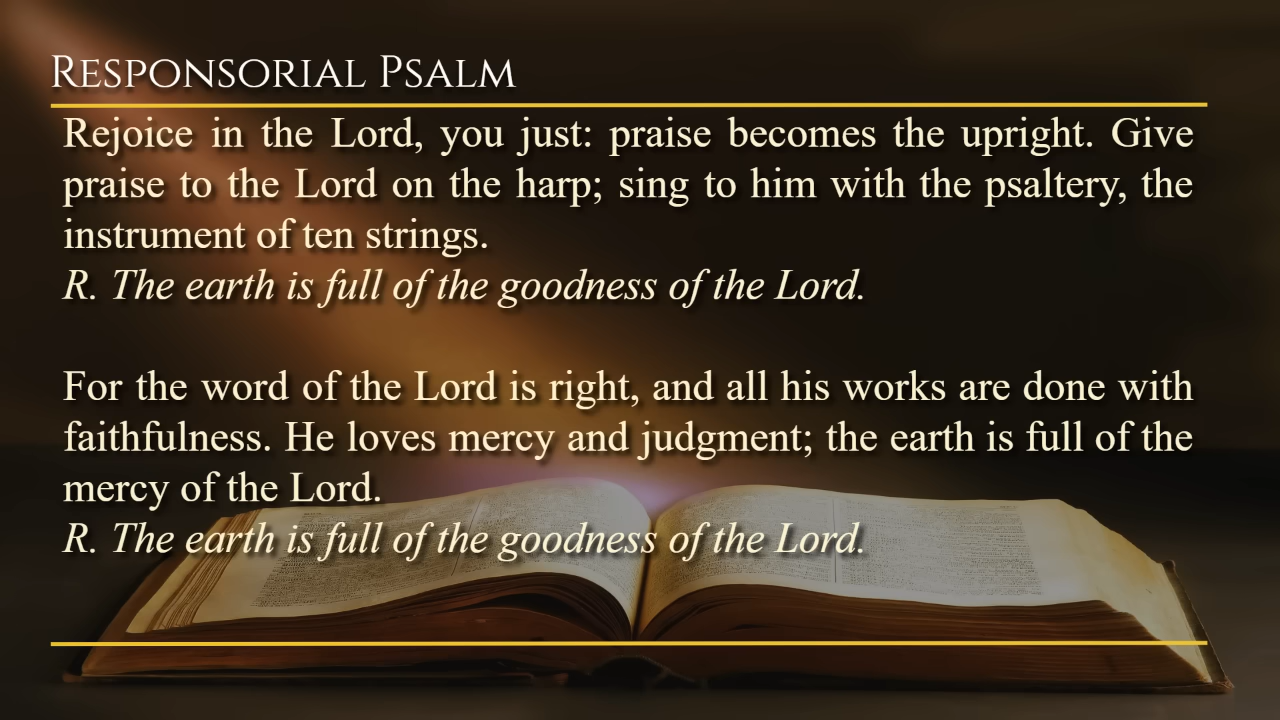 Responsorial Psalm
Rejoice in the Lord, you just: praise becomes the upright. Give
praise to the Lord on the harp; sing to him with the psaltery, the
instrument of ten strings.
R. The earth is full of the goodness of the Lord.
For the word of the Lord is right, and all his works are done with
faithfulness. He loves mercy and judgment; the earth is full of the
mercy of the Lord.
R. The earth is full of the goodness of the Lord.